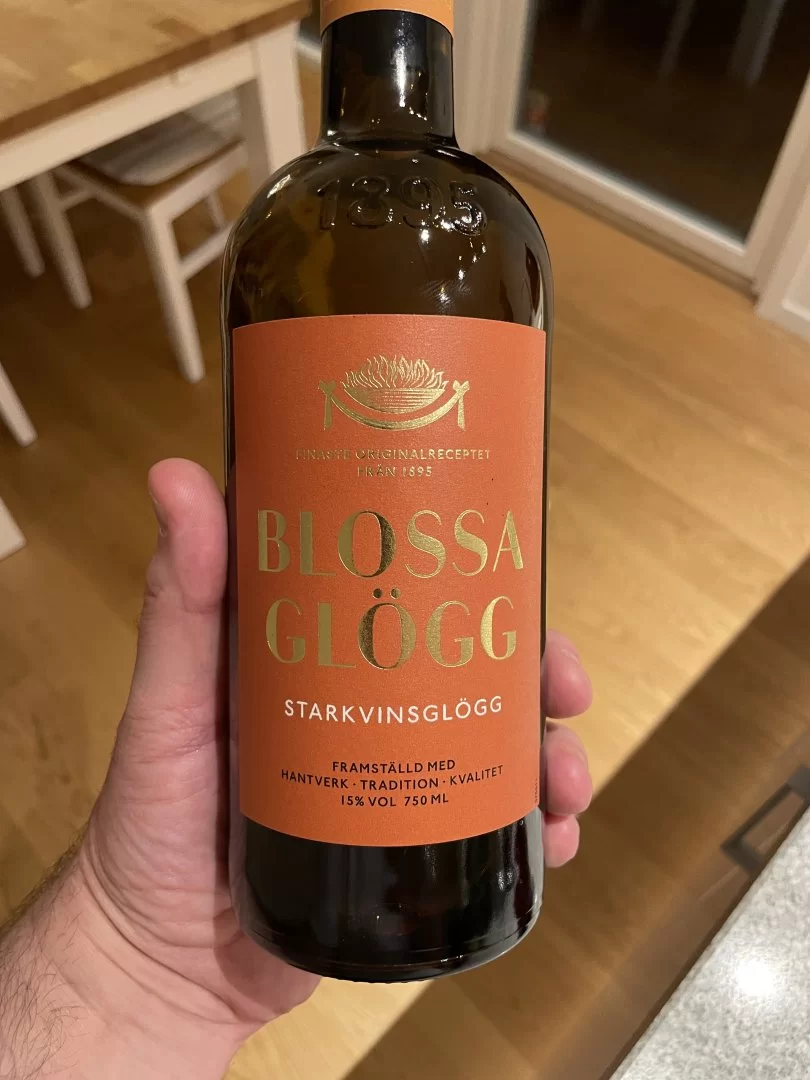 1895
FINASTE ORIGINALRECEPTET
FRÅN 1895
BLOSSA
GLÖGG
STARKVINSGLÖGG
FRAMSTÄLLD MED
HANTVERK · TRADITION · KVALITET
15% VOL 750 ML